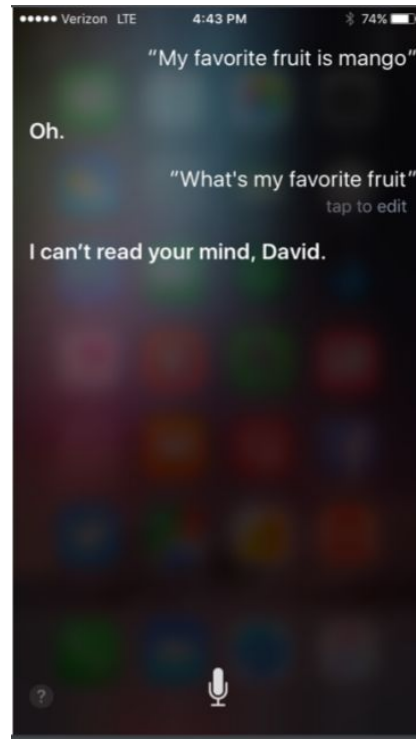 Verizon LTE 4:43 PM 74%
“My favorite fruit is mango”
Oh.
“What's my favorite fruit”
tap to edit
I can’t read your mind, David.
?